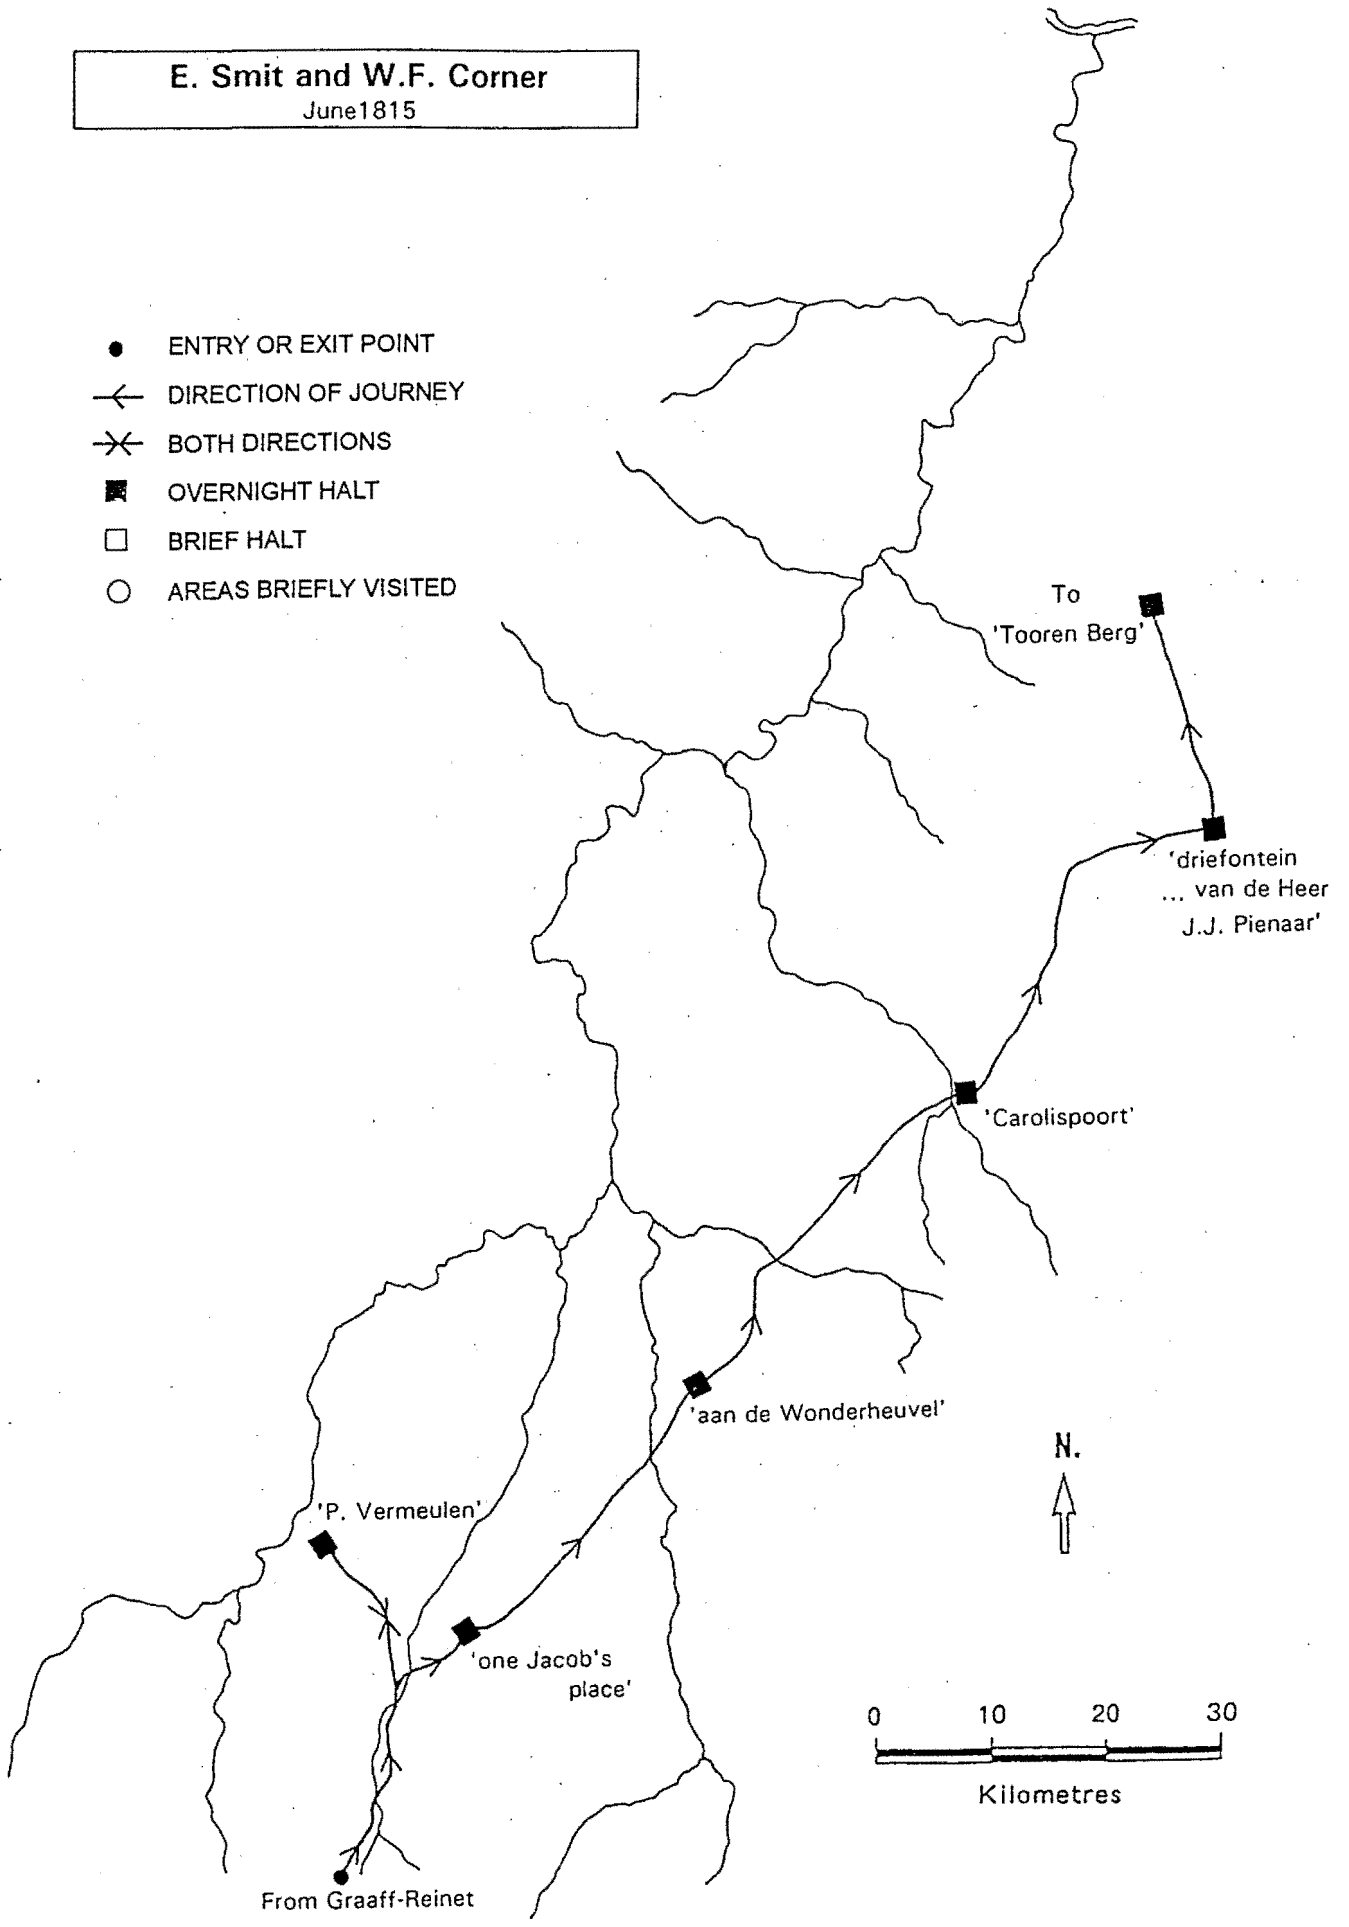 E. Smit and W.F. Corner
June1815
ENTRY OR EXIT POINT
DIRECTION OF JOURNEY
BOTH DIRECTIONS
OVERNIGHT HALT
BRIEF HALT
AREAS BRIEFLY VISITED
To
'Tooren Berg'
'driefontein
... van de Heer
J.J. Pienaar'
'Carolispoort'
'aan de Wonderheuvel'
N.
'P. Vermeulen'
'one Jacob's
place'
0 10 20 30
Kilometres
From Graaff-Reinet